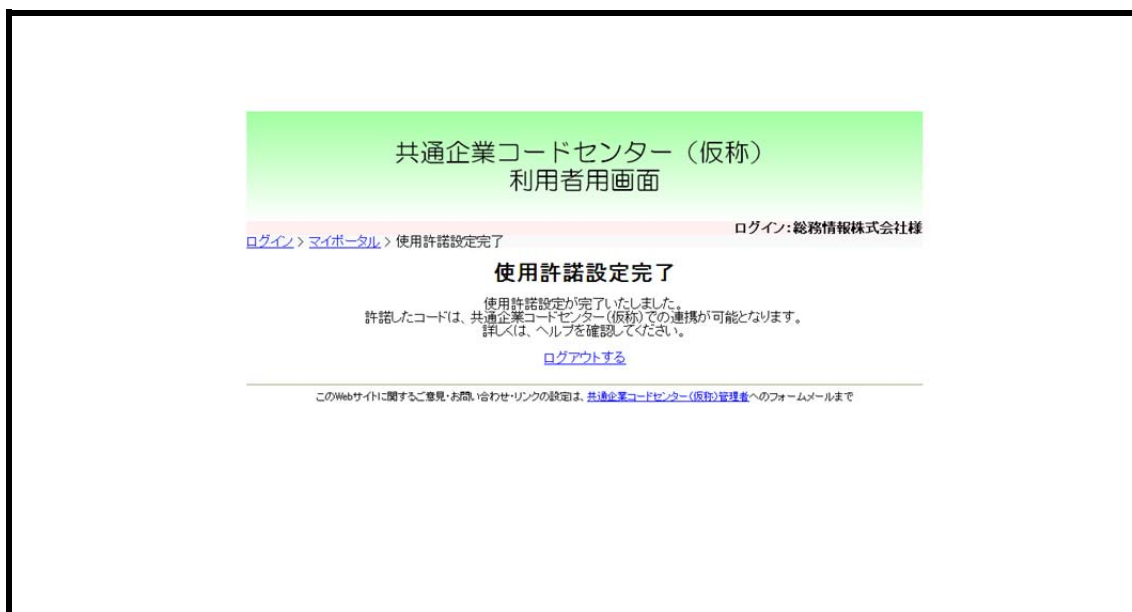 共通企業コードセンター（仮称）
利用者用画面
ログイン：総務情報株式会社様
ログイン > マイポータル > 使用許諾設定完了
使用許諾設定完了
使用許諾設定が完了いたしました。
許諾したコードは、共通企業コードセンター(仮称)での連携が可能となります。
詳しくは、ヘルプを確認してください。
ログアウトする
このWebサイトに関するご意見・お問い合わせ・リンクの設定は、共通企業コードセンター(仮称)管理者へのフォームメールまで